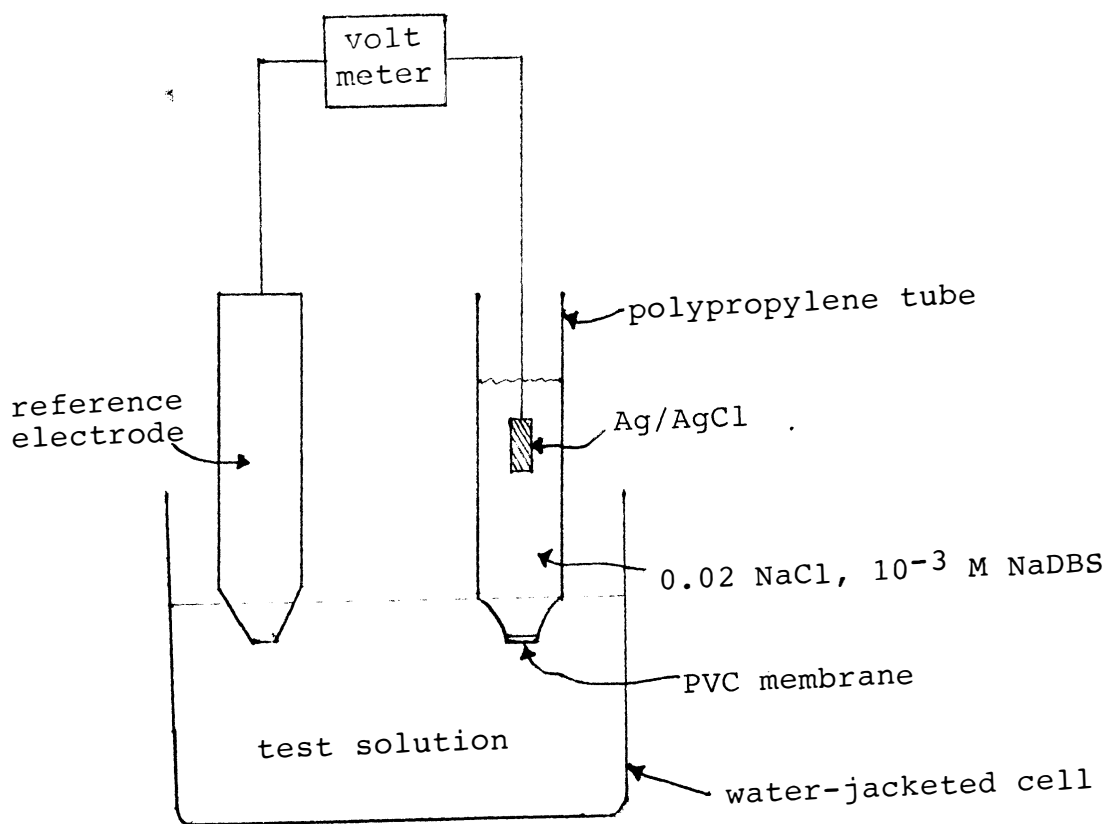 volt
meter
polypropylene tube
reference
electrode
Ag/AgCl
0.02 NaCl, 10⁻³ M NaDBS
PVC membrane
test solution
water-jacketed cell